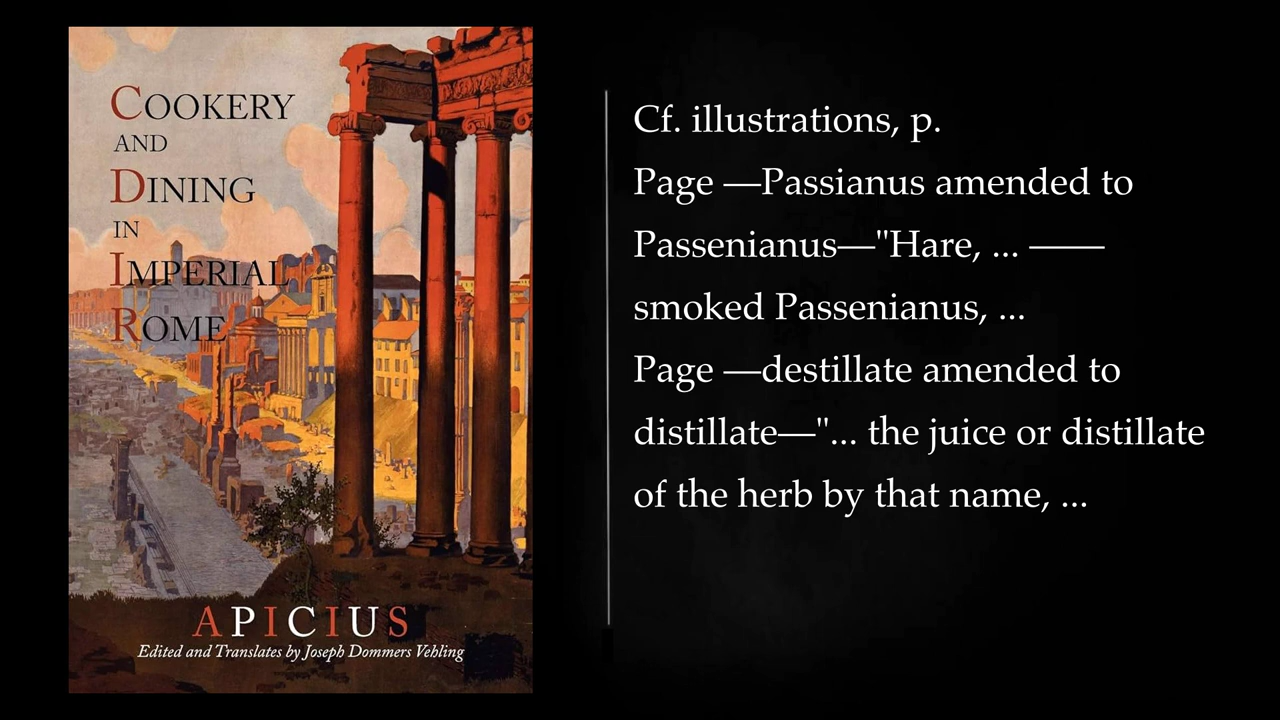 COOKERY
AND
DINING
IN
IMPERIAL
ROME
APICIUS
Edited and Translates by Joseph Dommers Vehling
Cf. illustrations, p.
Page —Passianus amended to
Passenianus—"Hare, ... ——
smoked Passenianus, ...
Page —destillate amended to
distillate—"... the juice or distillate
of the herb by that name, ...